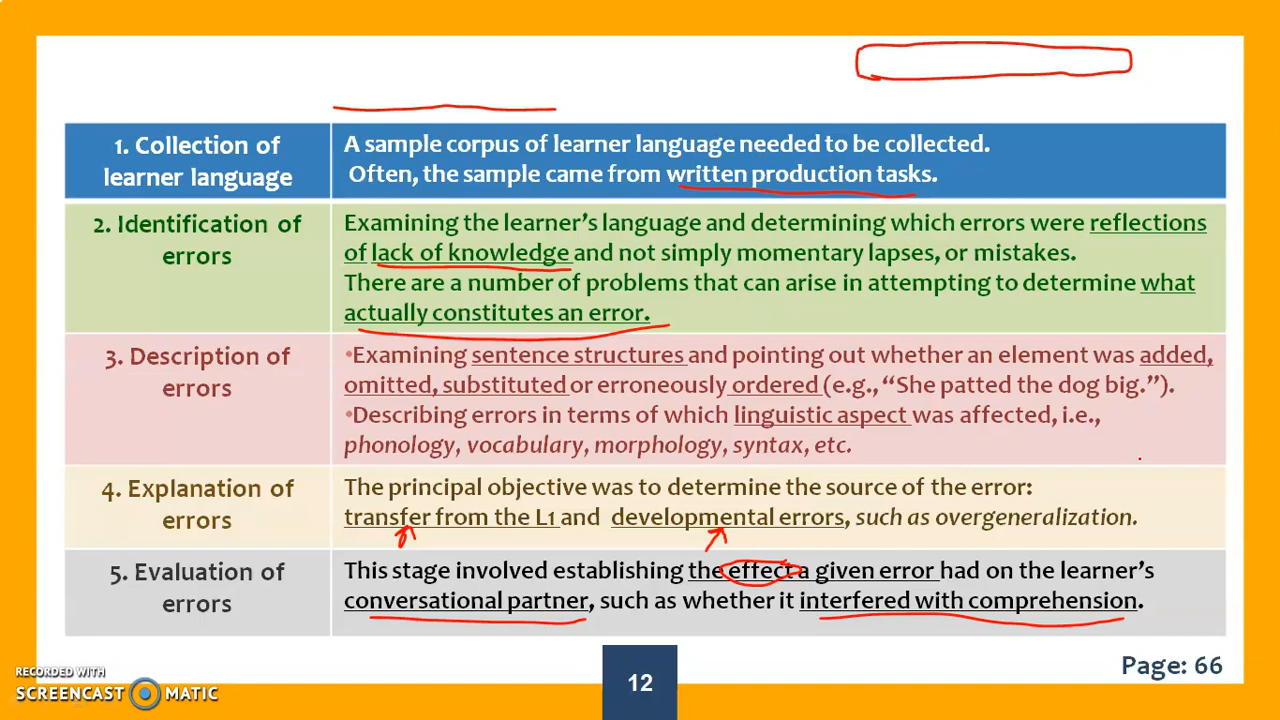 1. Collection of
learner language
A sample corpus of learner language needed to be collected.
Often, the sample came from written production tasks.
2. Identification of
errors
Examining the learner's language and determining which errors were reflections
of lack of knowledge and not simply momentary lapses, or mistakes.
There are a number of problems that can arise in attempting to determine what
actually constitutes an error.
3. Description of
errors
•Examining sentence structures and pointing out whether an element was added,
omitted, substituted or erroneously ordered (e.g., “She patted the dog big.”).
•Describing errors in terms of which linguistic aspect was affected, i.e.,
phonology, vocabulary, morphology, syntax, etc.
4. Explanation of
errors
The principal objective was to determine the source of the error:
transfer from the L1 and developmental errors, such as overgeneralization.
5. Evaluation of
errors
This stage involved establishing the effect a given error had on the learner's
conversational partner, such as whether it interfered with comprehension.
Page: 66
12
RECORDED WITH
SCREENCAST MATIC